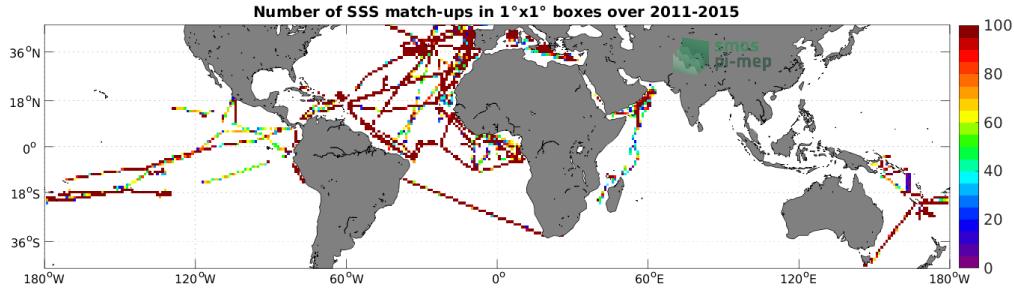 Number of SSS match-ups in 1°x1° boxes over 2011-2015
smos
pi-mep
36°N
18°N
0°
18°S
36°S
180°W 120°W 60°W 0° 60°E 120°E 180°W
100
80
60
40
20
0